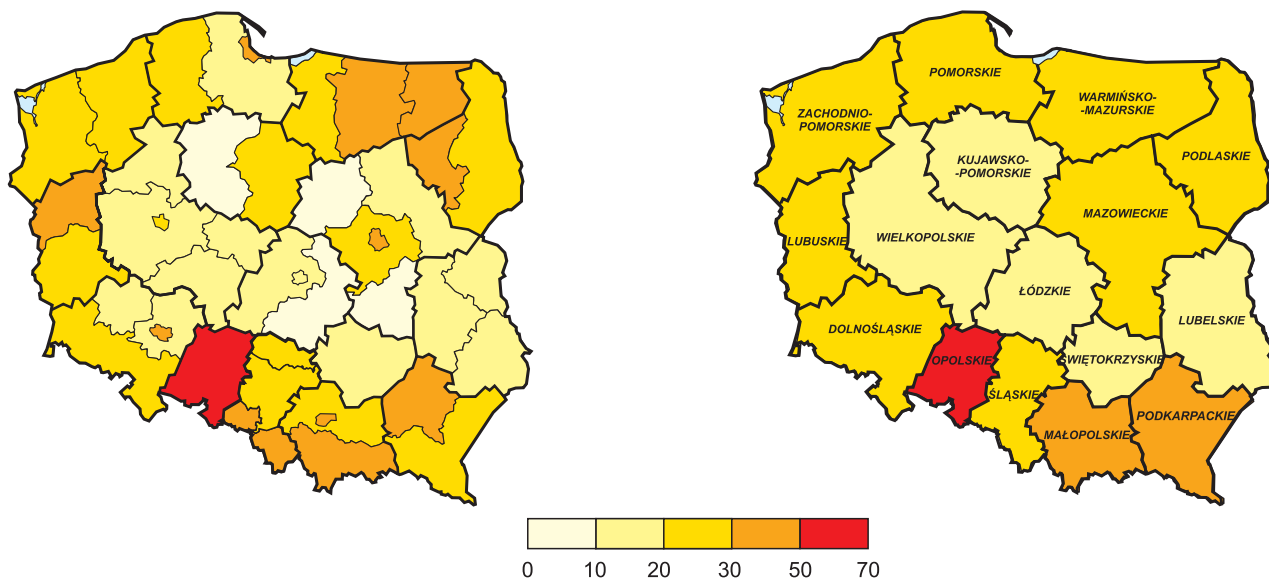 POMORSKIE
WARMIŃSKO-
-MAZURSKIE
ZACHODNIO-
POMORSKIE
PODLASKIE
KUJAWSKO-
-POMORSKIE
MAZOWIECKIE
WIELKOPOLSKIE
LUBUSKIE
ŁÓDZKIE
LUBELSKIE
DOLNOŚLĄSKIE
OPOLSKIE
ŚWIĘTOKRZYSKIE
ŚLĄSKIE
PODKARPACKIE
MAŁOPOLSKIE
0 10 20 30 50 70